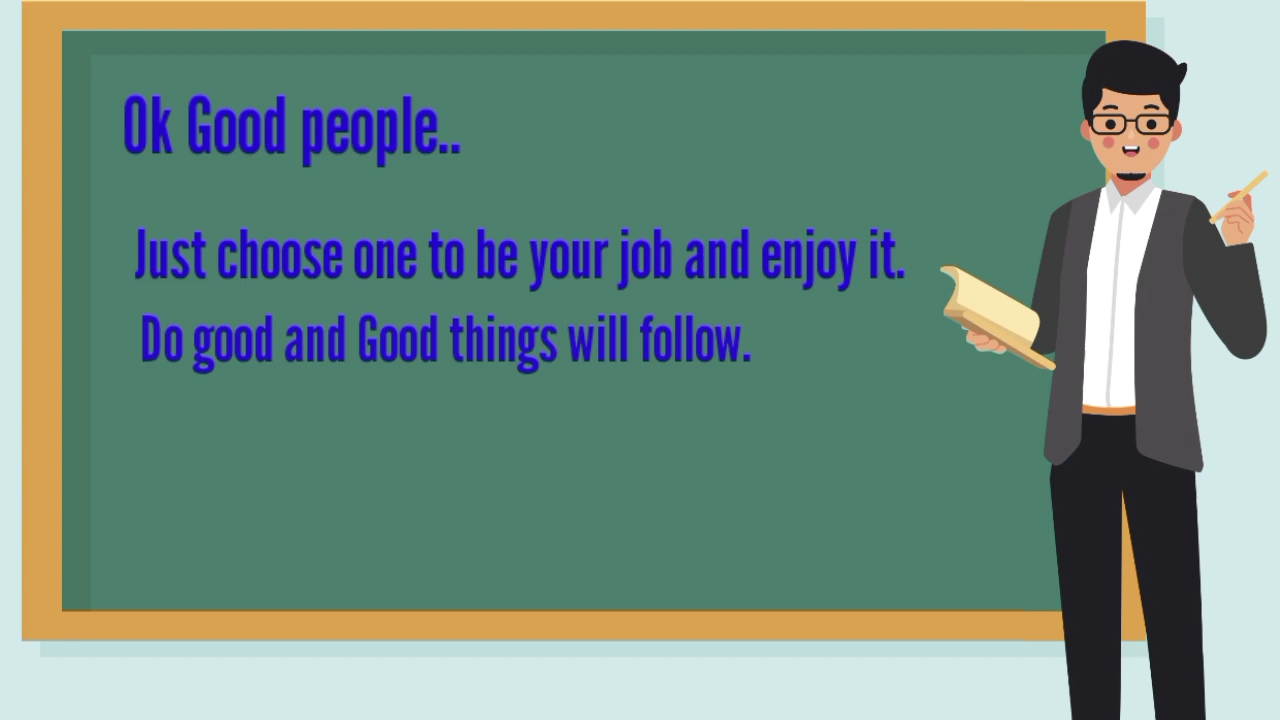 Ok Good people..
Just choose one to be your job and enjoy it.
Do good and Good things will follow.